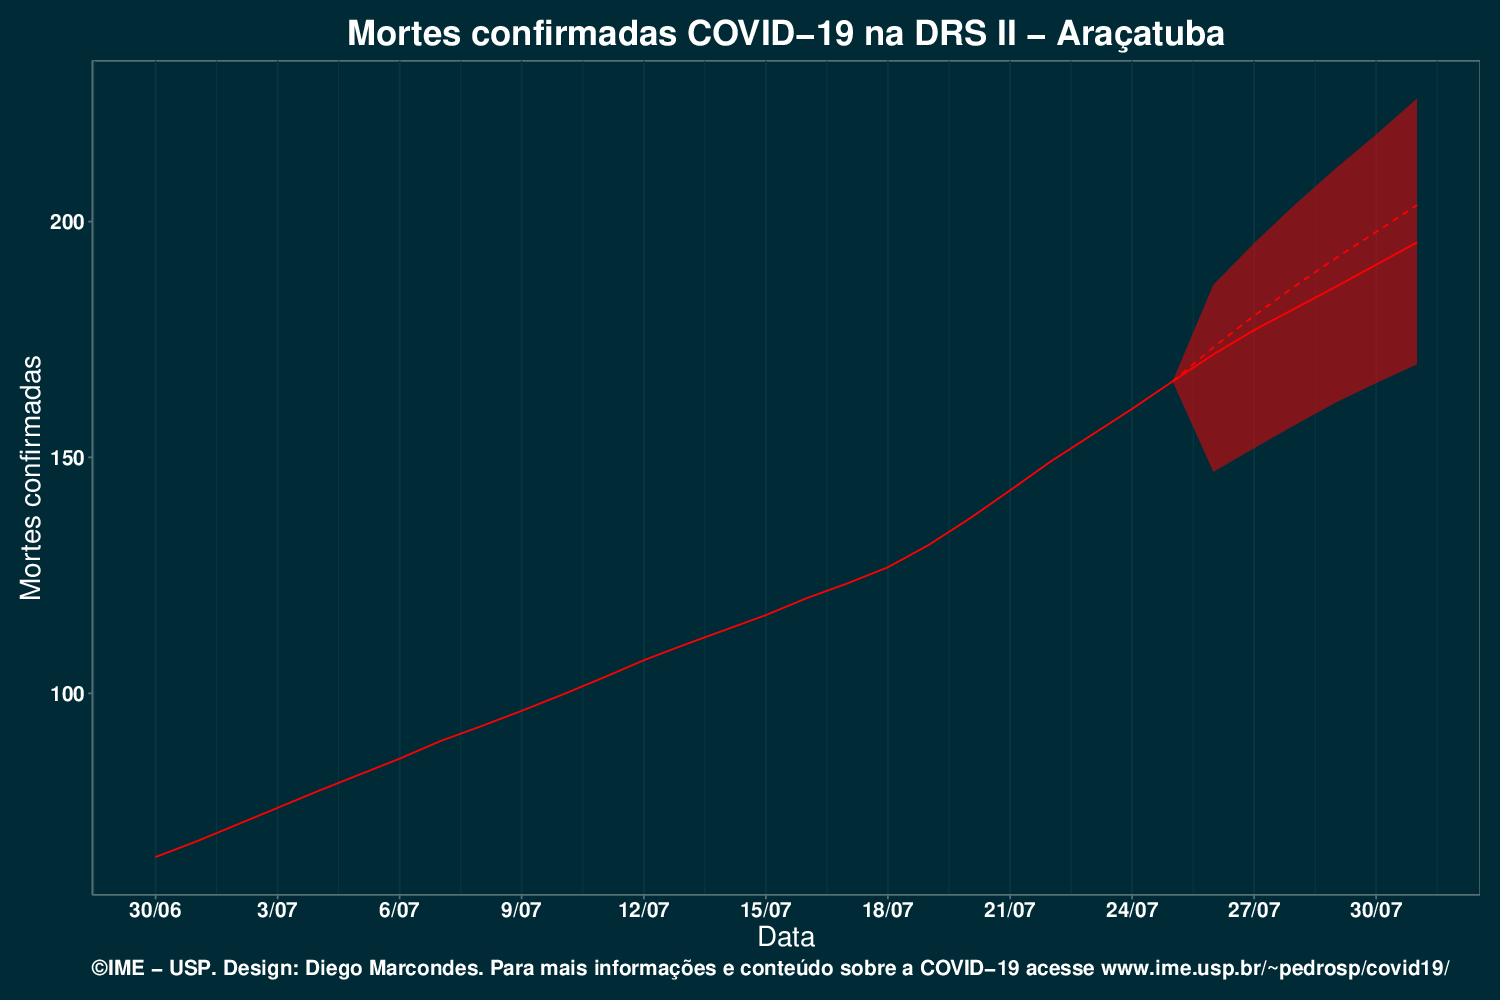 Mortes confirmadas COVID−19 na DRS II − Araçatuba
Mortes confirmadas
200
150
100
30/06 3/07 6/07 9/07 12/07 15/07 18/07 21/07 24/07 27/07 30/07
Data
©IME − USP. Design: Diego Marcondes. Para mais informações e conteúdo sobre a COVID−19 acesse www.ime.usp.br/~pedrosp/covid19/